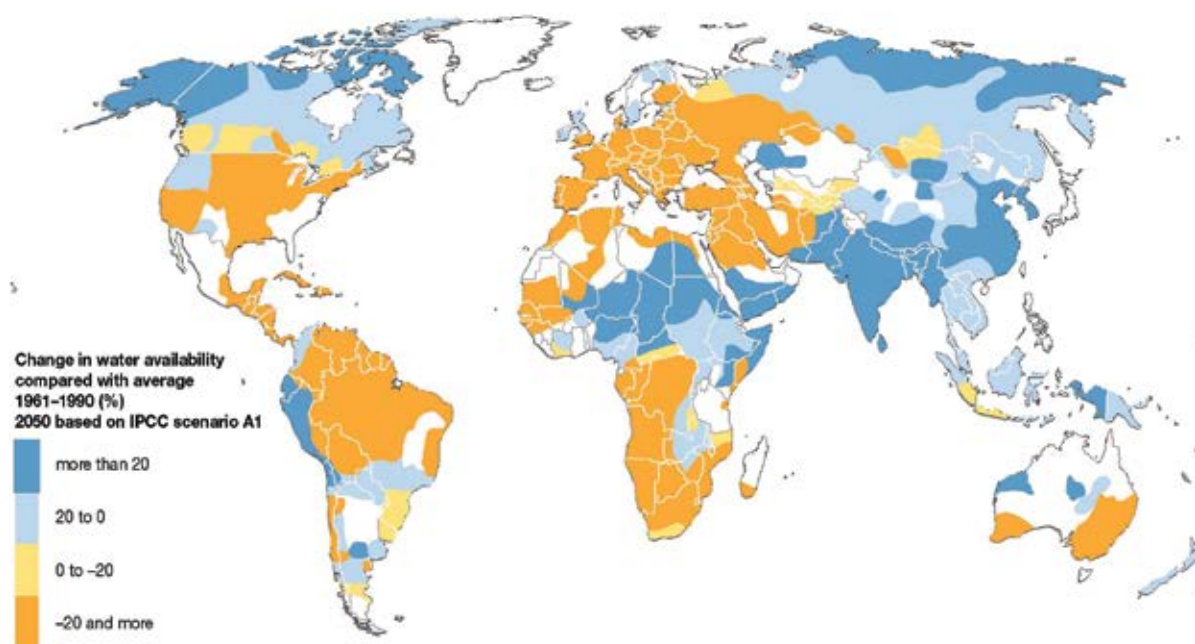 Change in water availability
compared with average
1961–1990 (%)
2050 based on IPCC scenario A1
more than 20
20 to 0
0 to –20
–20 and more